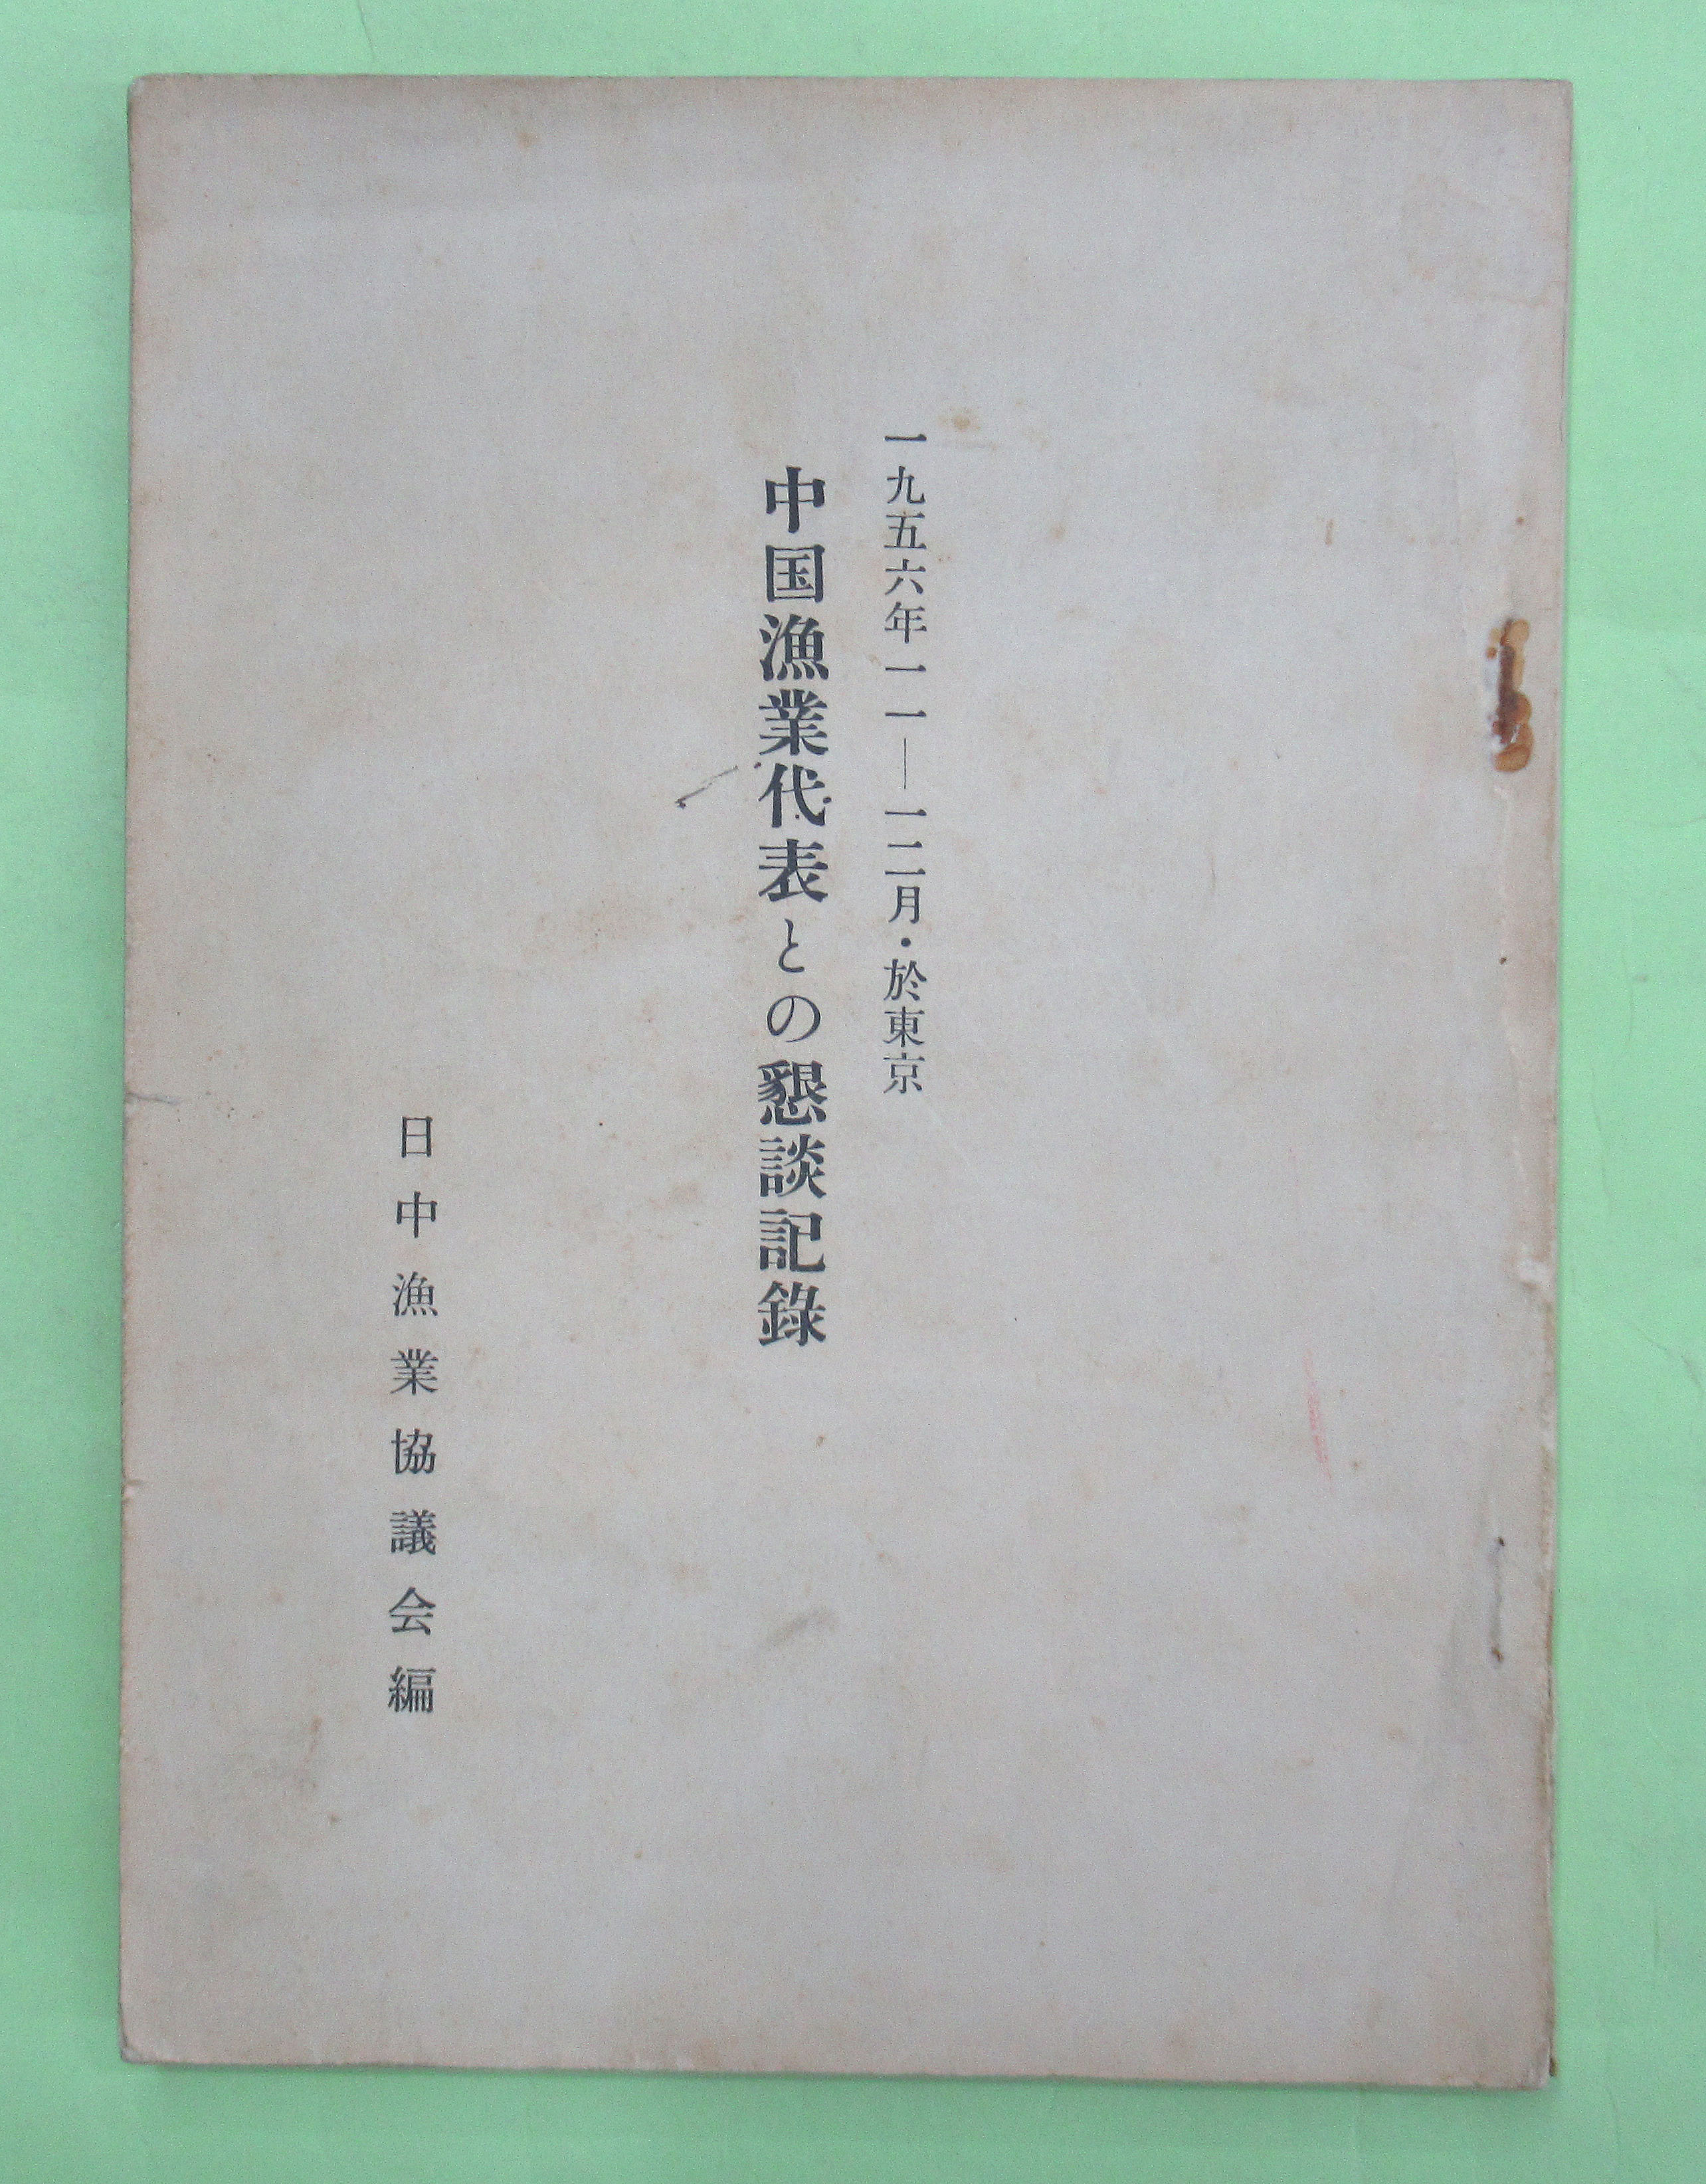 一九五六年一一―一二月・於東京
中国漁業代表との懇談記錄
日中漁業協議会編